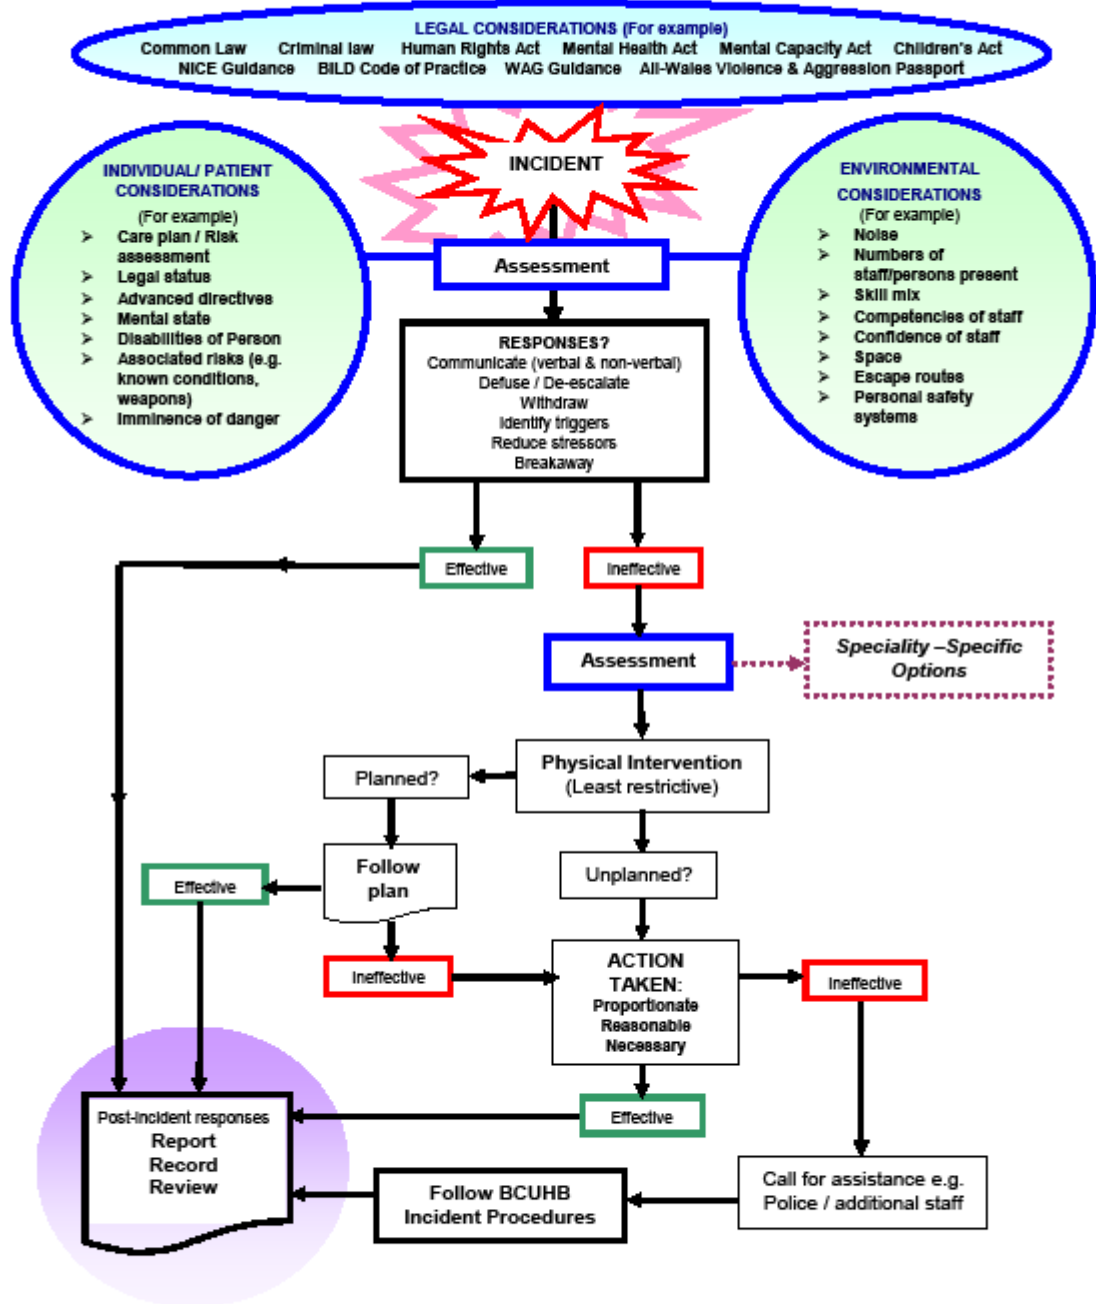 LEGAL CONSIDERATIONS (For example)
Common Law Criminal law Human Rights Act Mental Health Act Mental Capacity Act Children's Act
NICE Guidance BILD Code of Practice WAG Guidance All-Wales Violence & Aggression Passport
INCIDENT
INDIVIDUAL/ PATIENT
CONSIDERATIONS
(For example)
➢ Care plan / Risk
assessment
➢ Legal status
➢ Advanced directives
➢ Mental state
➢ Disabilities of Person
➢ Associated risks (e.g.
known conditions,
weapons)
➢ Imminence of danger
ENVIRONMENTAL
CONSIDERATIONS
(For example)
➢ Noise
➢ Numbers of
staff/persons present
➢ Skill mix
➢ Competencies of staff
➢ Confidence of staff
➢ Space
➢ Escape routes
➢ Personal safety
systems
Assessment
RESPONSES?
Communicate (verbal & non-verbal)
Defuse / De-escalate
Withdraw
Identify triggers
Reduce stressors
Breakaway
Effective
Ineffective
Assessment
Speciality –Specific
Options
Physical Intervention
(Least restrictive)
Planned?
Follow
plan
Unplanned?
Effective
Ineffective
ACTION
TAKEN:
Proportionate
Reasonable
Necessary
Ineffective
Effective
Post-incident responses
Report
Record
Review
Follow BCUHB
Incident Procedures
Call for assistance e.g.
Police / additional staff